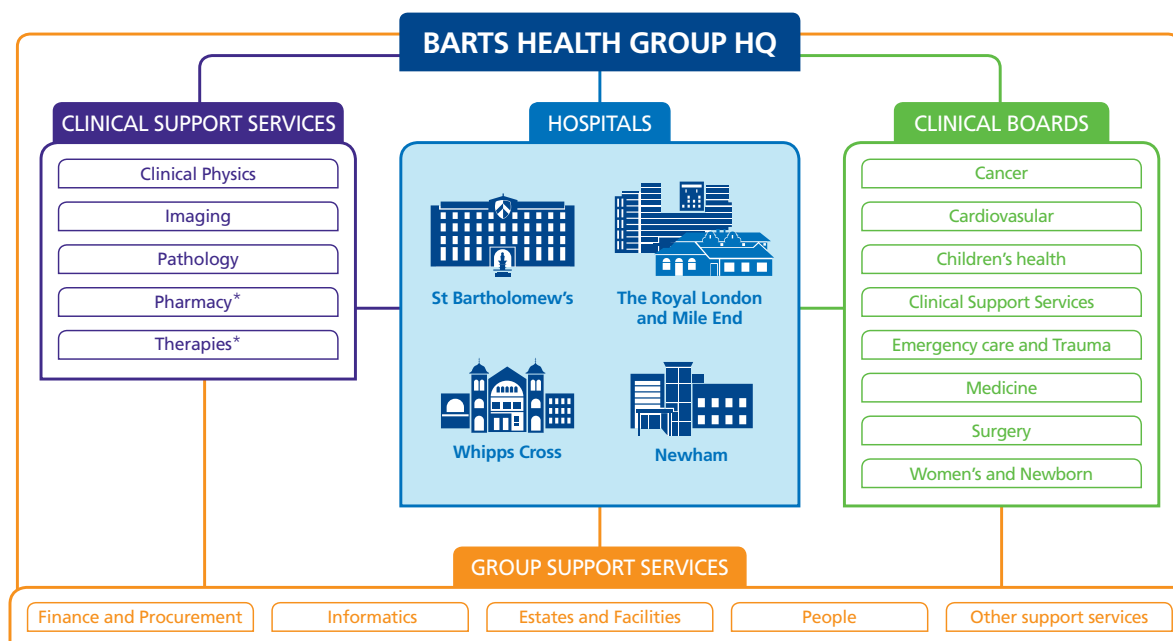 BARTS HEALTH GROUP HQ
CLINICAL SUPPORT SERVICES
Clinical Physics
Imaging
Pathology
Pharmacy*
Therapies*
HOSPITALS
St Bartholomew's
The Royal London
and Mile End
Whipps Cross
Newham
CLINICAL BOARDS
Cancer
Cardiovasular
Children's health
Clinical Support Services
Emergency care and Trauma
Medicine
Surgery
Women's and Newborn
GROUP SUPPORT SERVICES
Finance and Procurement
Informatics
Estates and Facilities
People
Other support services